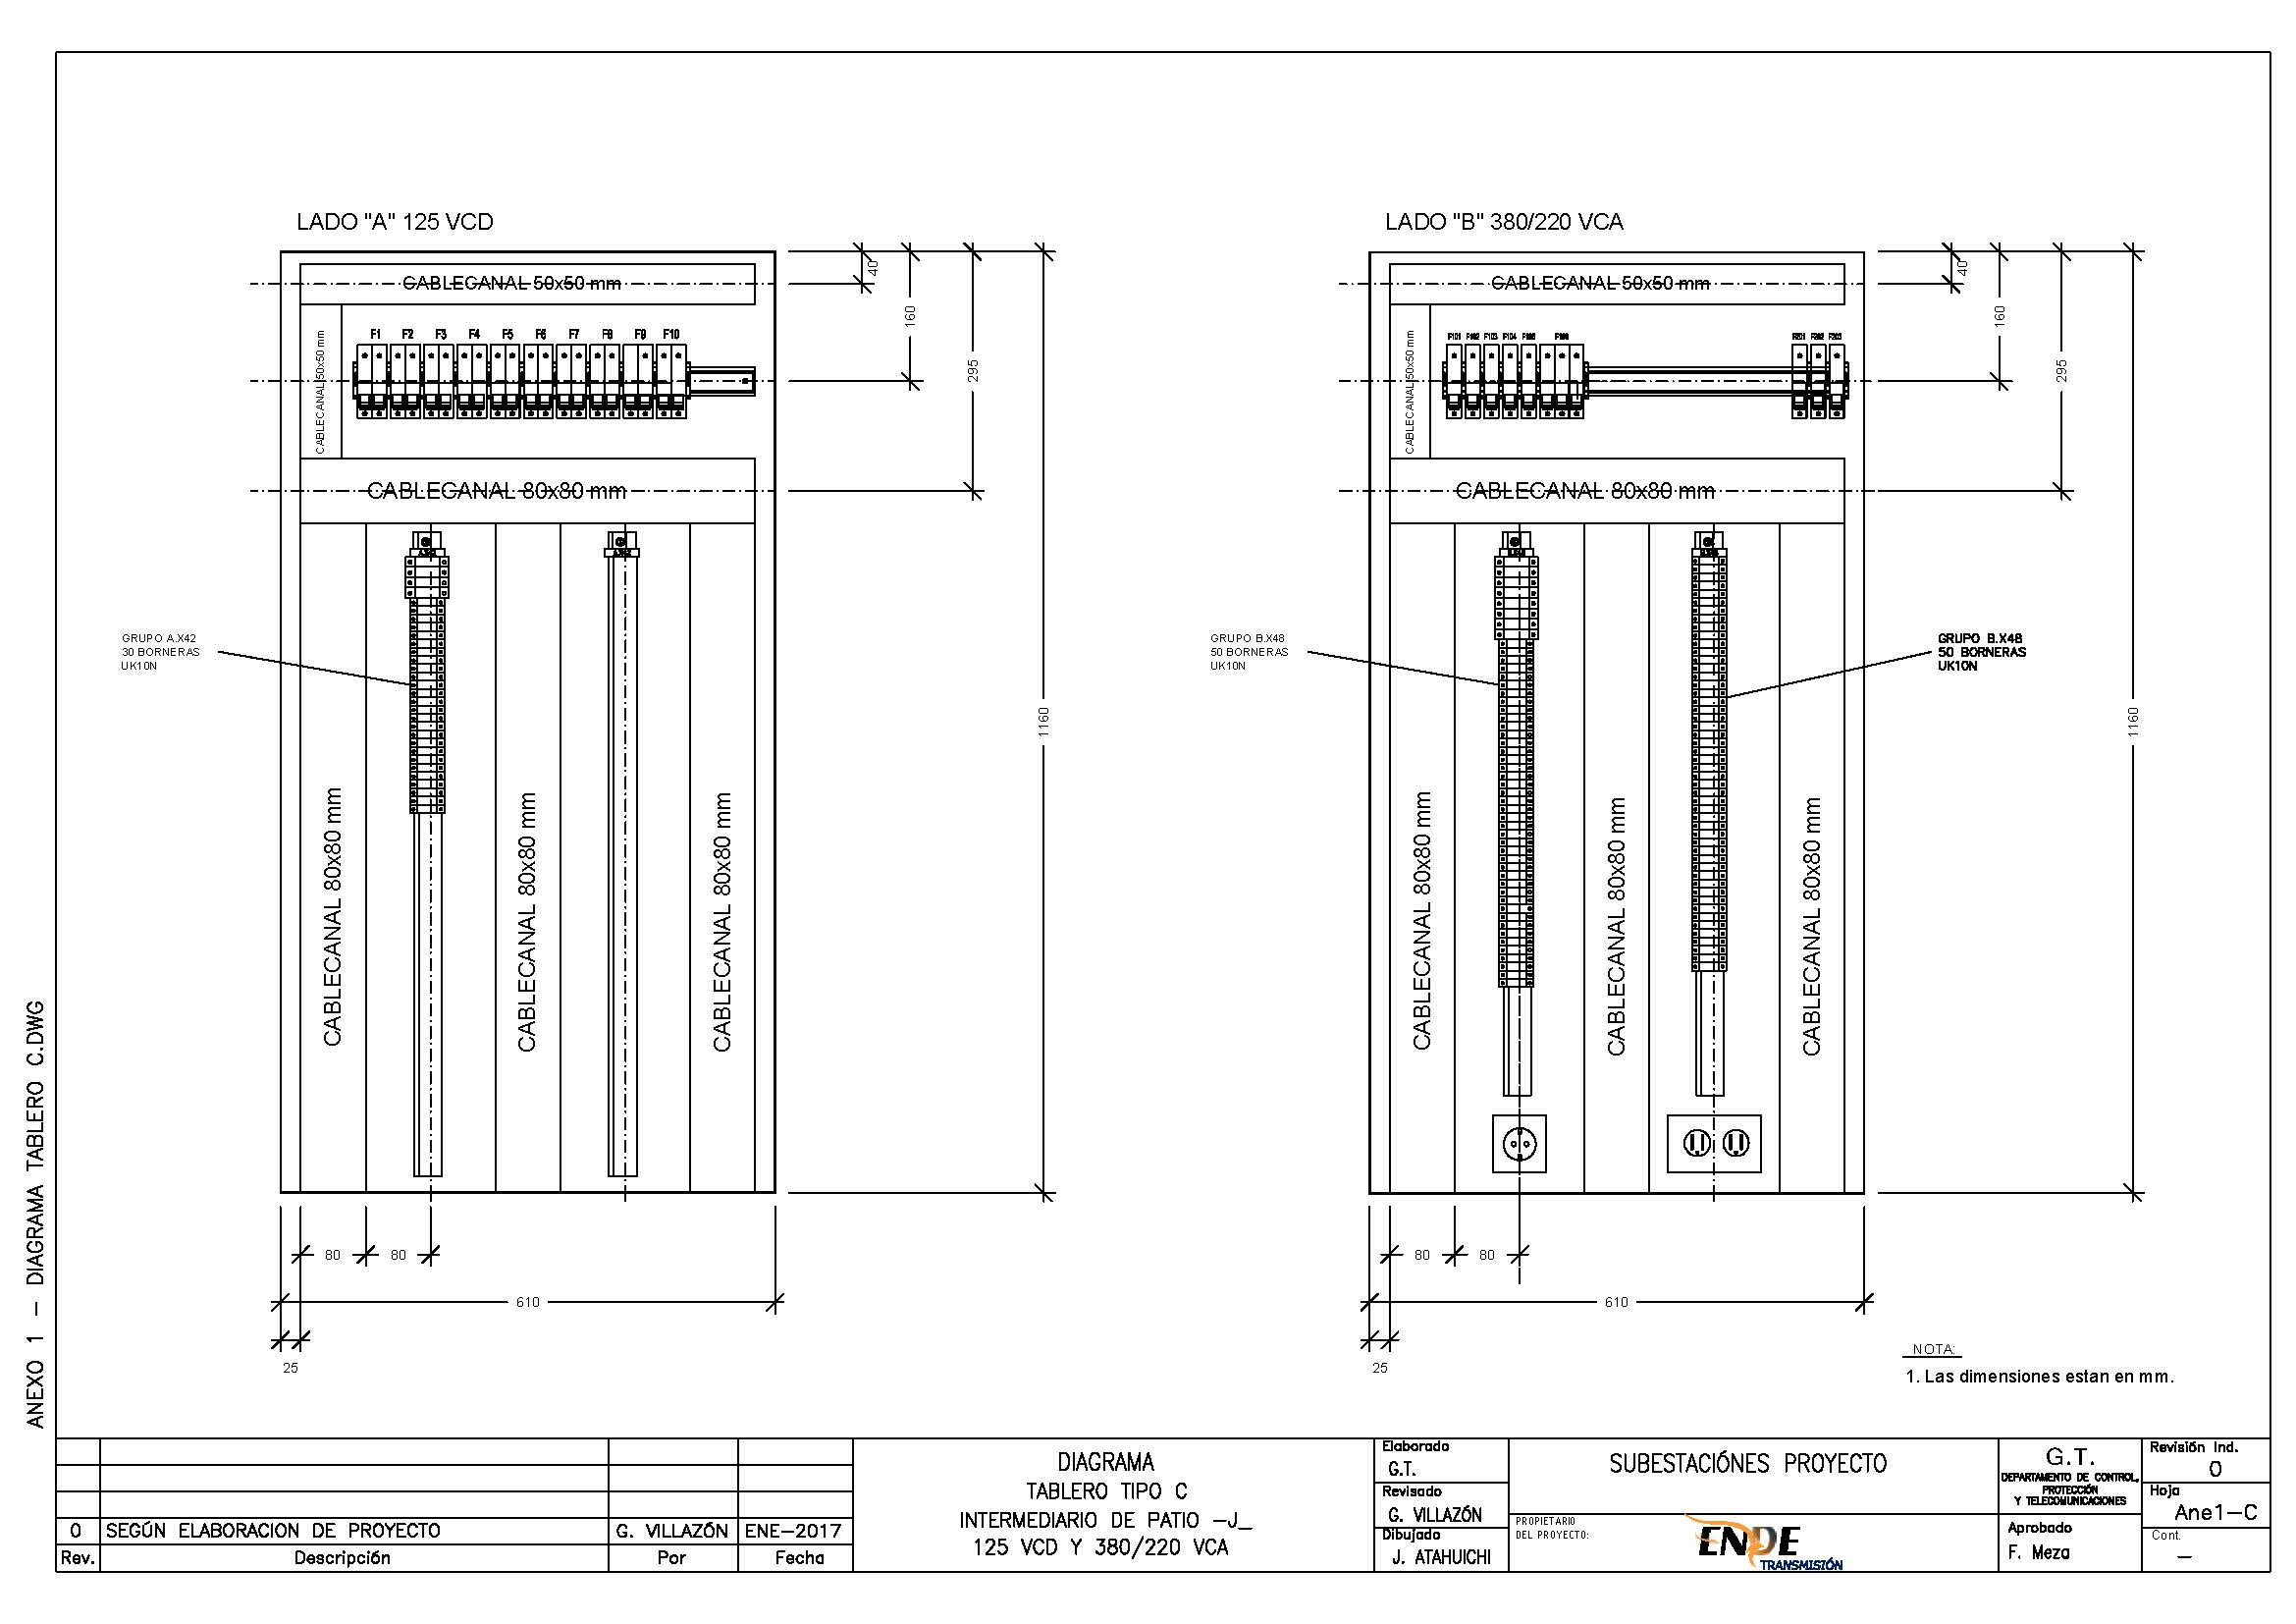 LADO "A" 125 VCD
CABLECANAL 50x50 mm
CABLECANAL 50x50 mm
F1 F2 F3 F4 F5 F6 F7 F8 F9 F10
CABLECANAL 80x80 mm
GRUPO A.X42
30 BORNERAS
UK10N
CABLECANAL 80x80 mm
CABLECANAL 80x80 mm
CABLECANAL 80x80 mm
40
160
295
1160
80
80
610
25
LADO "B" 380/220 VCA
CABLECANAL 50x50 mm
CABLECANAL 50x50 mm
F101 F102 F103 F104
F201 F202 F203
CABLECANAL 80x80 mm
GRUPO B.X48
50 BORNERAS
UK10N
GRUPO B.X48
50 BORNERAS
UK10N
CABLECANAL 80x80 mm
CABLECANAL 80x80 mm
CABLECANAL 80x80 mm
40
160
295
1160
80
80
610
25
NOTA:
1. Las dimensiones estan en mm.
ANEXO 1 - DIAGRAMA TABLERO C.DWG
0 SEGÚN ELABORACION DE PROYECTO G. VILLAZÓN ENE-2017
Rev. Descripción Por Fecha
DIAGRAMA
TABLERO TIPO C
INTERMEDIARIO DE PATIO -J_
125 VCD Y 380/220 VCA
Elaborado
G.T.
Revisado
G. VILLAZÓN
Dibujado
J. ATAHUICHI
SUBESTACIÓNES PROYECTO
PROPIETARIO
DEL PROYECTO:
ENDE
TRANSMISIÓN
G.T.
DEPARTAMENTO DE CONTROL,
PROTECCIÓN
Y TELECOMUNICACIONES
Aprobado
F. Meza
Revisión Ind.
0
Hoja
Ane1-C
Cont.
_